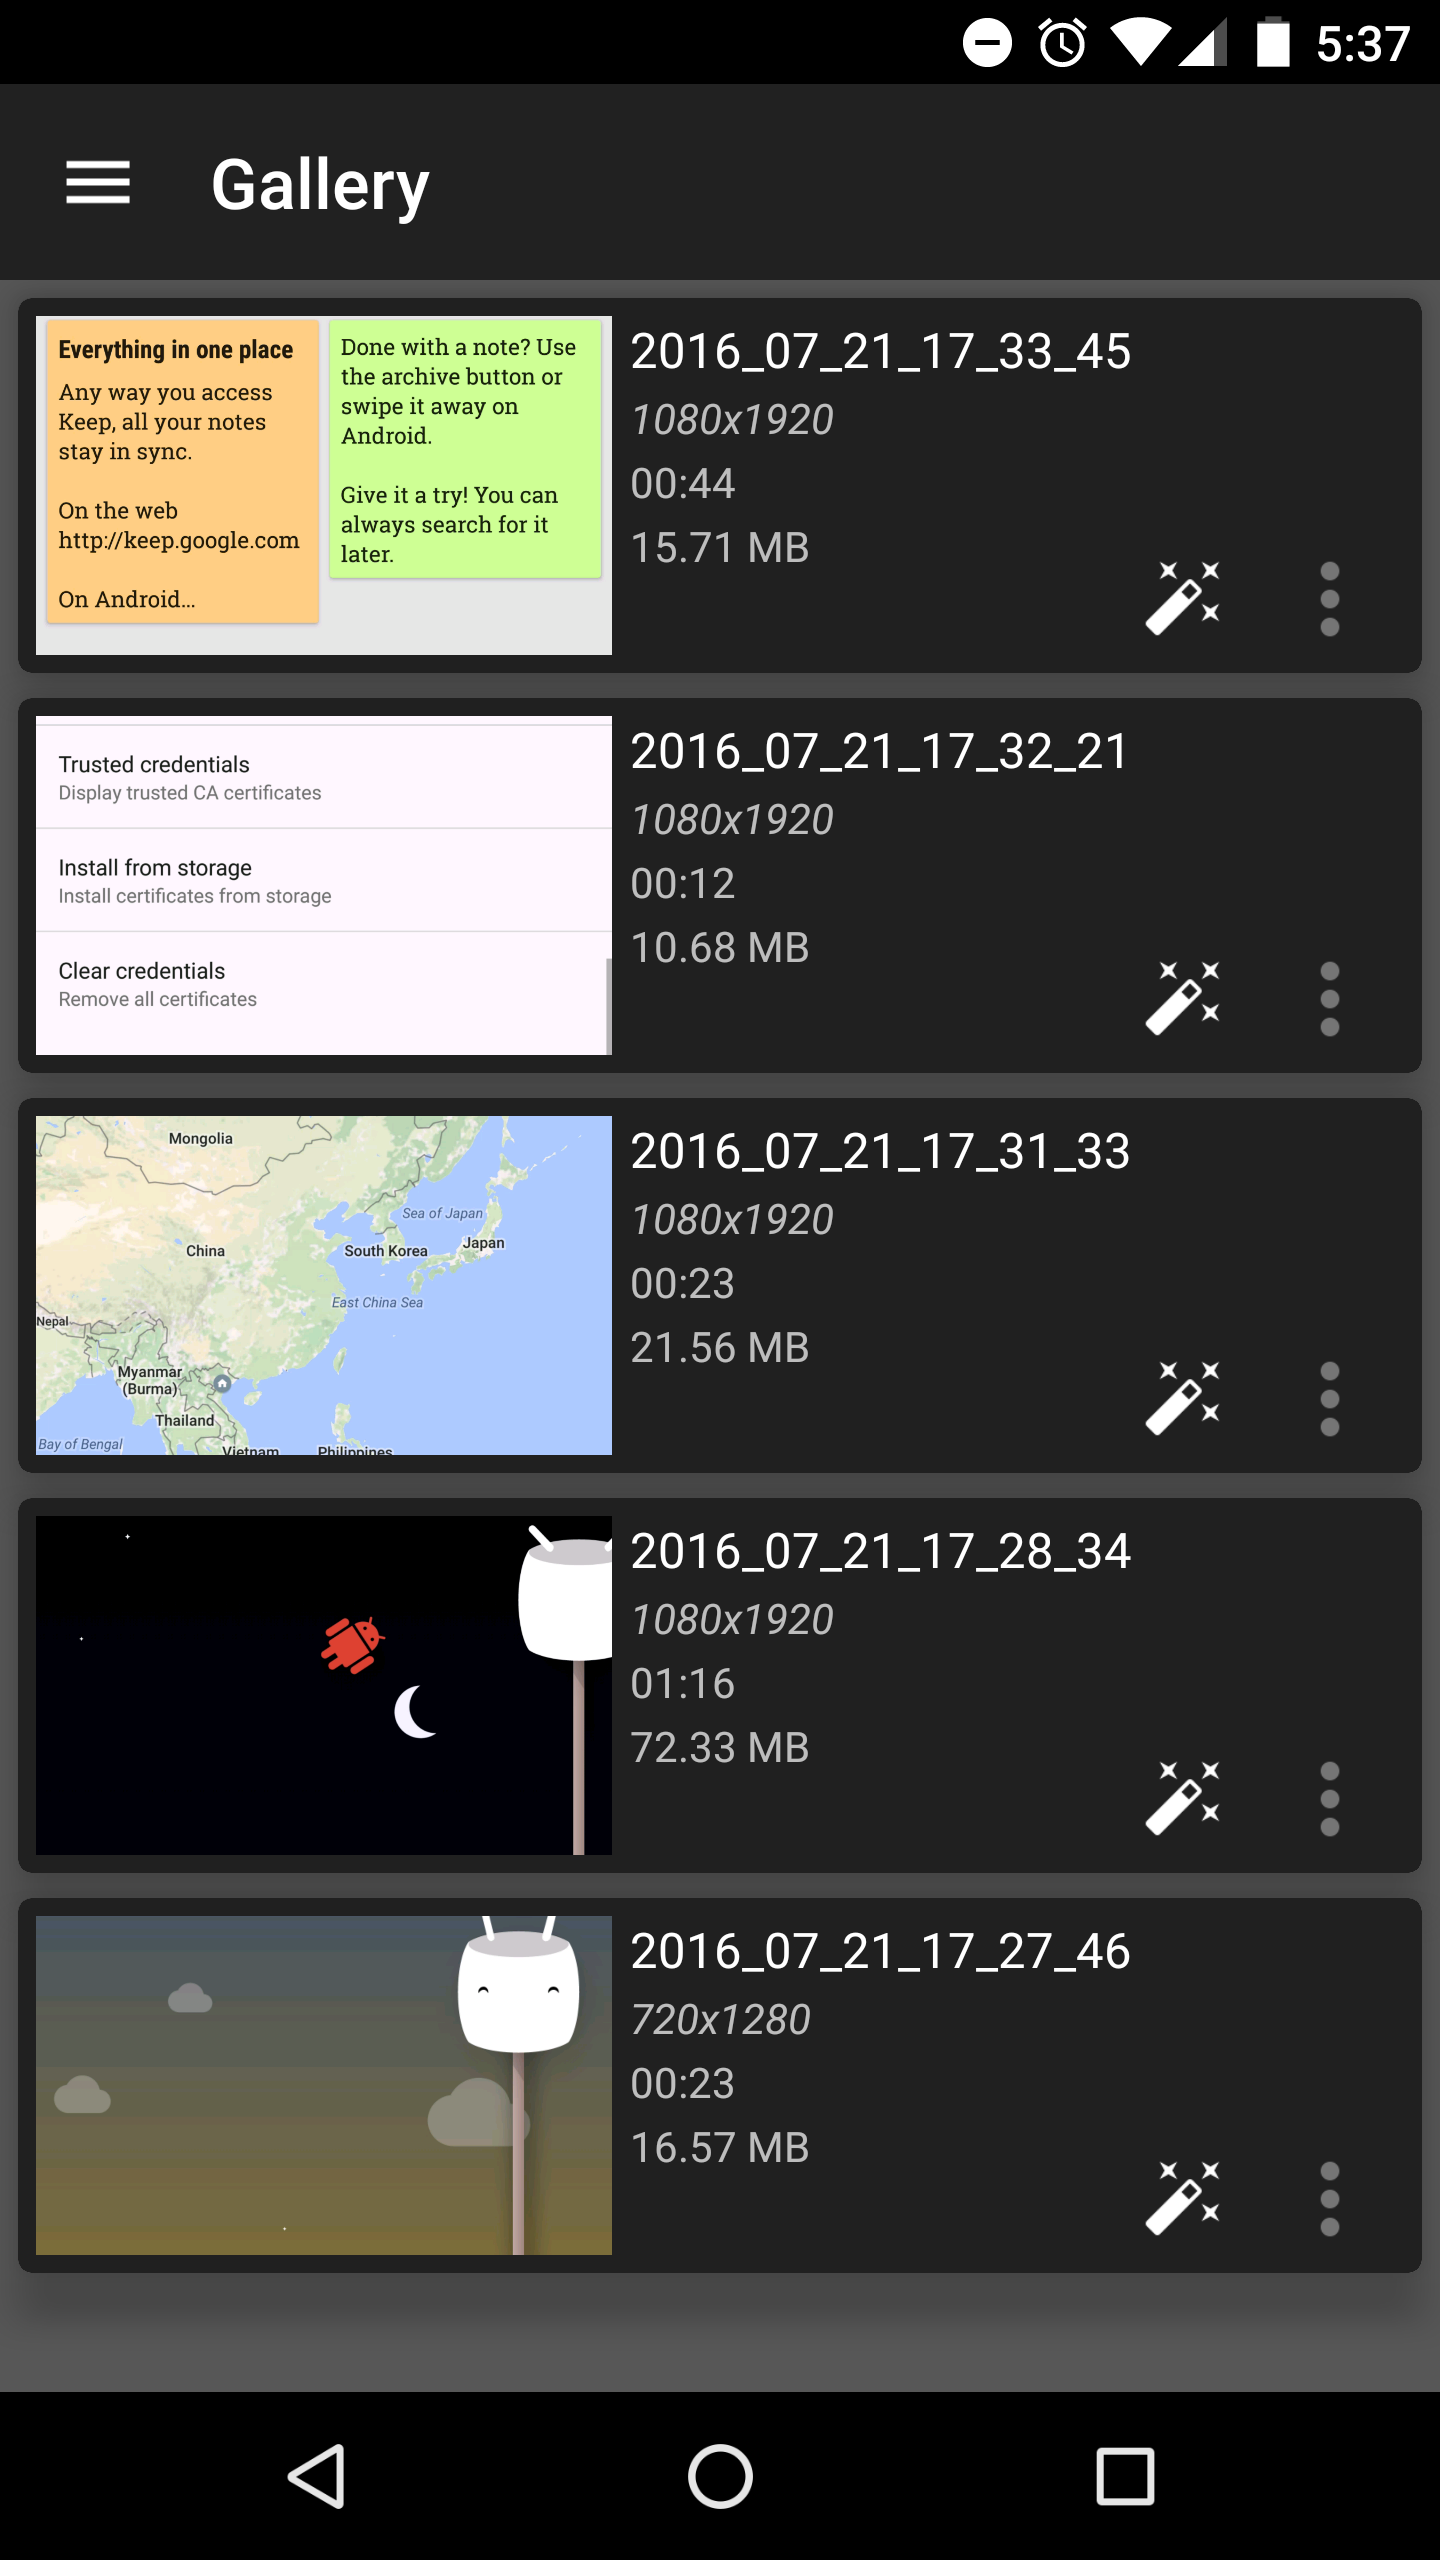 5:37
Gallery
Everything in one place
Any way you access
Keep, all your notes
stay in sync.
On the web
http://keep.google.com
On Android...
Done with a note? Use
the archive button or
swipe it away on
Android.
Give it a try! You can
always search for it
later.
2016_07_21_17_33_45
1080x1920
00:44
15.71 MB
Trusted credentials
Display trusted CA certificates
Install from storage
Install certificates from storage
Clear credentials
Remove all certificates
2016_07_21_17_32_21
1080x1920
00:12
10.68 MB
Mongolia
Sea of Japan
China
South Korea
Japan
East China Sea
Nepal
Myanmar
(Burma)
Thailand
Bay of Bengal
Vietnam
Philippines
2016_07_21_17_31_33
1080x1920
00:23
21.56 MB
2016_07_21_17_28_34
1080x1920
01:16
72.33 MB
2016_07_21_17_27_46
720x1280
00:23
16.57 MB